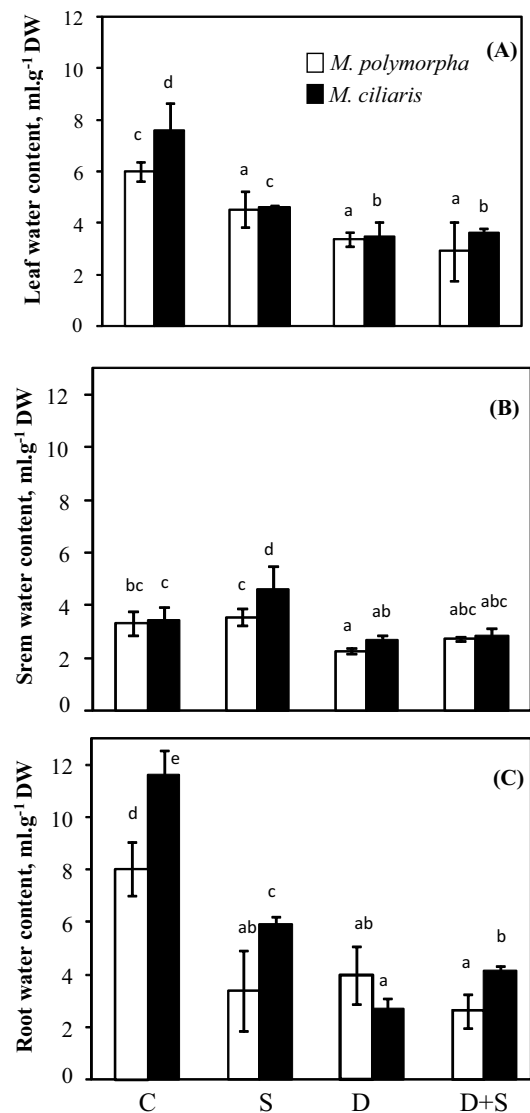 (A)
M. polymorpha
M. ciliaris
Leaf water content, ml.g⁻¹ DW
12
10
8
6
4
2
0
c d a c a b a b
(B)
Srem water content, ml.g⁻¹ DW
12
10
8
6
4
2
0
bc c c d a ab abc abc
(C)
Root water content, ml.g⁻¹ DW
12
10
8
6
4
2
0
d e ab c ab a a b
C S D D+S